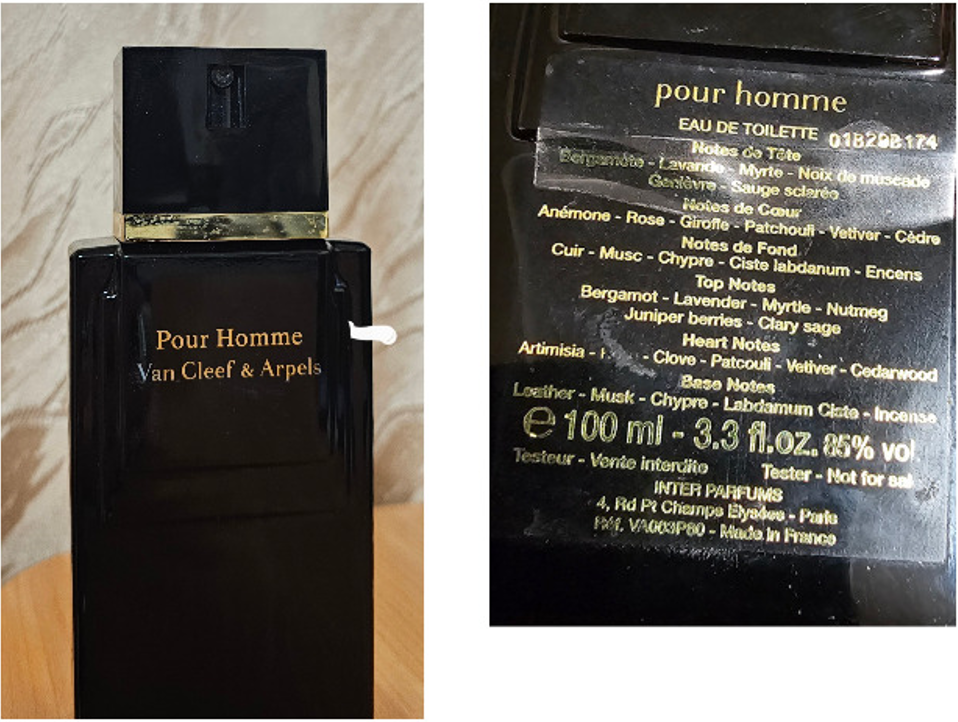 Pour Homme
Van Cleef & Arpels
pour homme
EAU DE TOILETTE 01B29B174
Notes de Tête
Bergamote - Lavande - Myrte - Noix de muscade
Genièvre - Sauge sclarée
Notes de Cœur
Anémone - Rose - Giroffe - Patchouli - Vetiver - Cèdre
Notes de Fond
Cuir - Musc - Chypre - Ciste labdanum - Encens
Top Notes
Bergamot - Lavender - Myrtle - Nutmeg
Juniper berries - Clary sage
Heart Notes
Artimisia - - Clove - Patcouli - Vetiver - Cedarwood
Base Notes
Leather - Musk - Chypre - Labdamum Ciste - Incense
e 100 ml - 3.3 fl.oz. 85% vol
Testeur - Vente interdite Tester - Not for sal
INTER PARFUMS
4, Rd Pt Champs Elysées - Paris
Réf. VA003P80 - Made in France